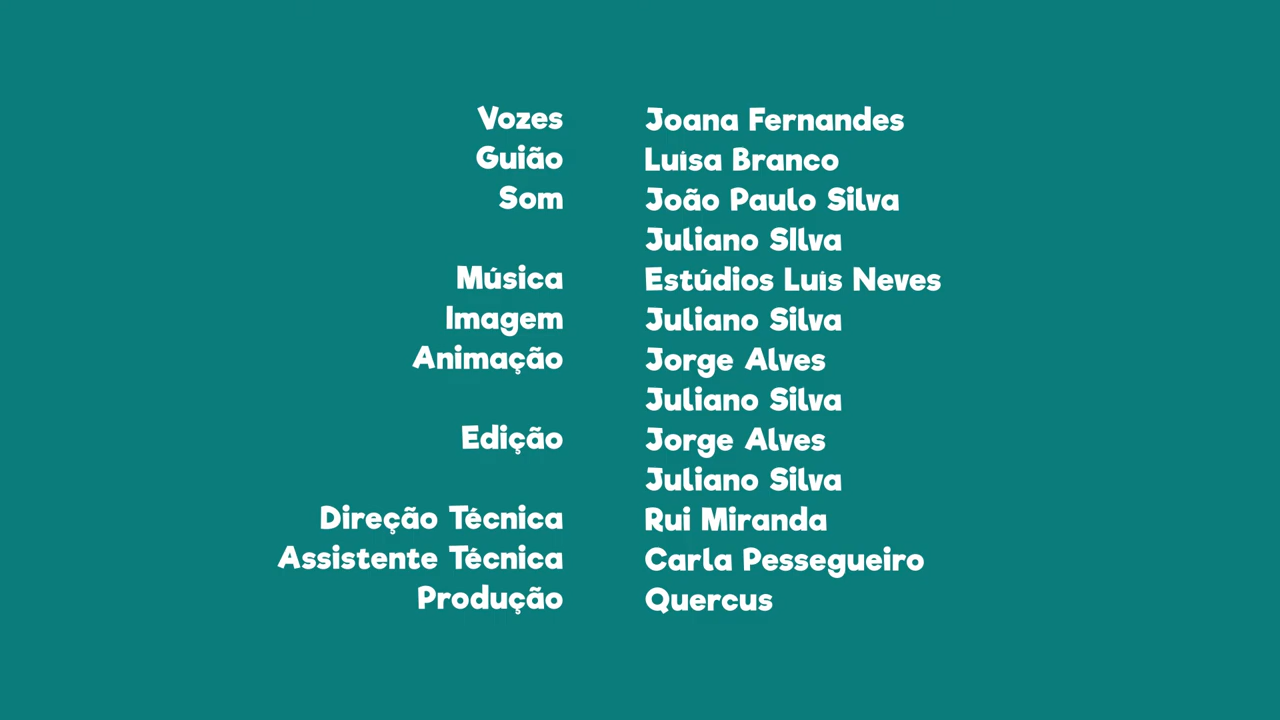 Vozes Joana Fernandes
Guião Luísa Branco
Som João Paulo Silva
Juliano SIlva
Música Estúdios Luís Neves
Imagem Juliano Silva
Animação Jorge Alves
Juliano Silva
Edição Jorge Alves
Juliano Silva
Direção Técnica Rui Miranda
Assistente Técnica Carla Pessegueiro
Produção Quercus